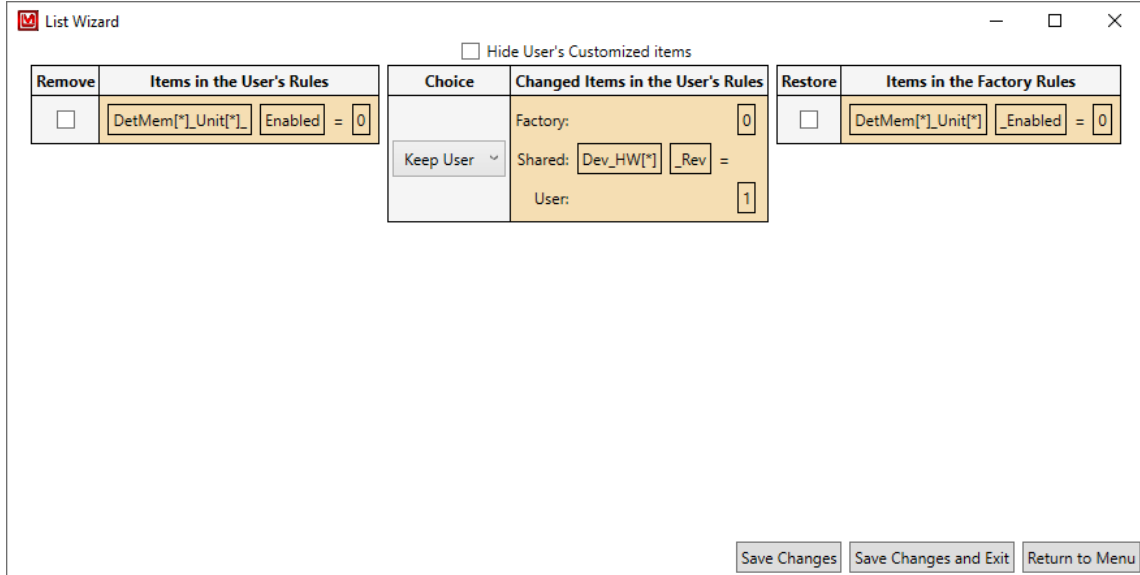 List Wizard
Hide User's Customized items
Remove Items in the User's Rules Choice Changed Items in the User's Rules Restore Items in the Factory Rules
DetMem[*]_Unit[*]_ Enabled = 0
Keep User
Factory: 0
Shared: Dev_HW[*] _Rev =
User: 1
DetMem[*]_Unit[*] _Enabled = 0
Save Changes Save Changes and Exit Return to Menu